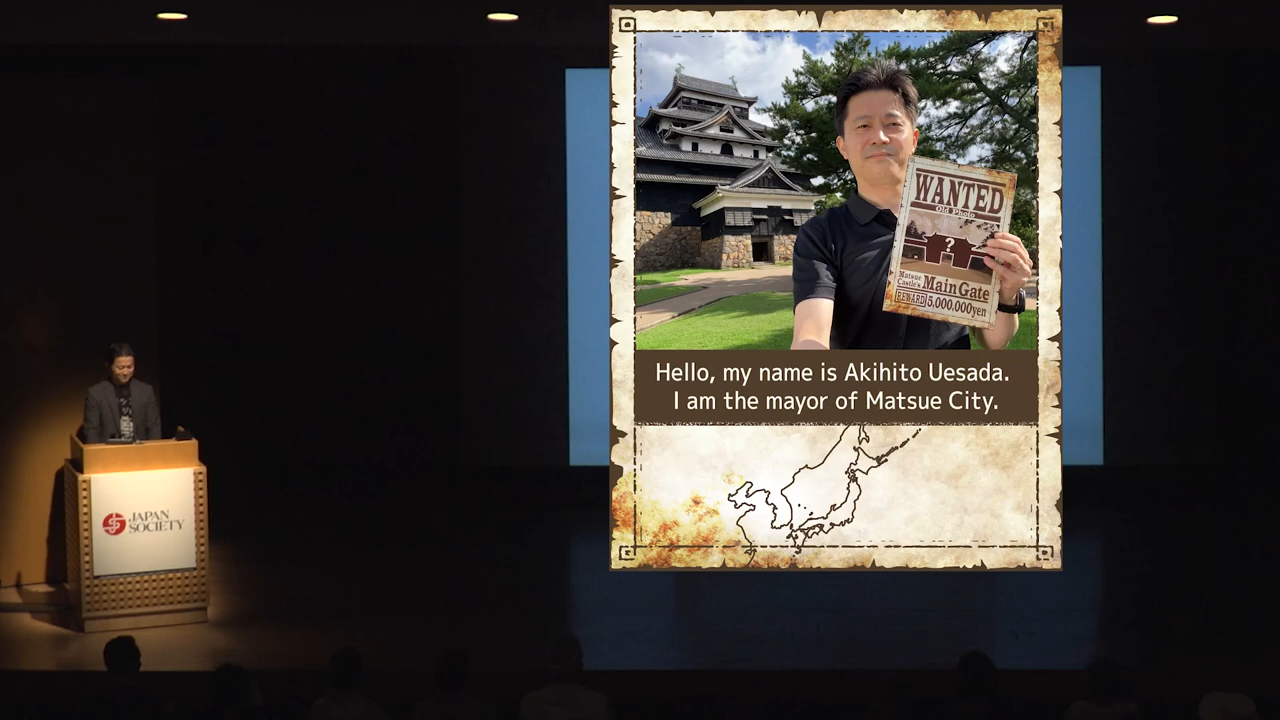 WANTED
Old Photo
?
Matsue
Castle's Main Gate
REWARD 5,000,000yen
Hello, my name is Akihito Uesada.
I am the mayor of Matsue City.
JAPAN
SOCIETY